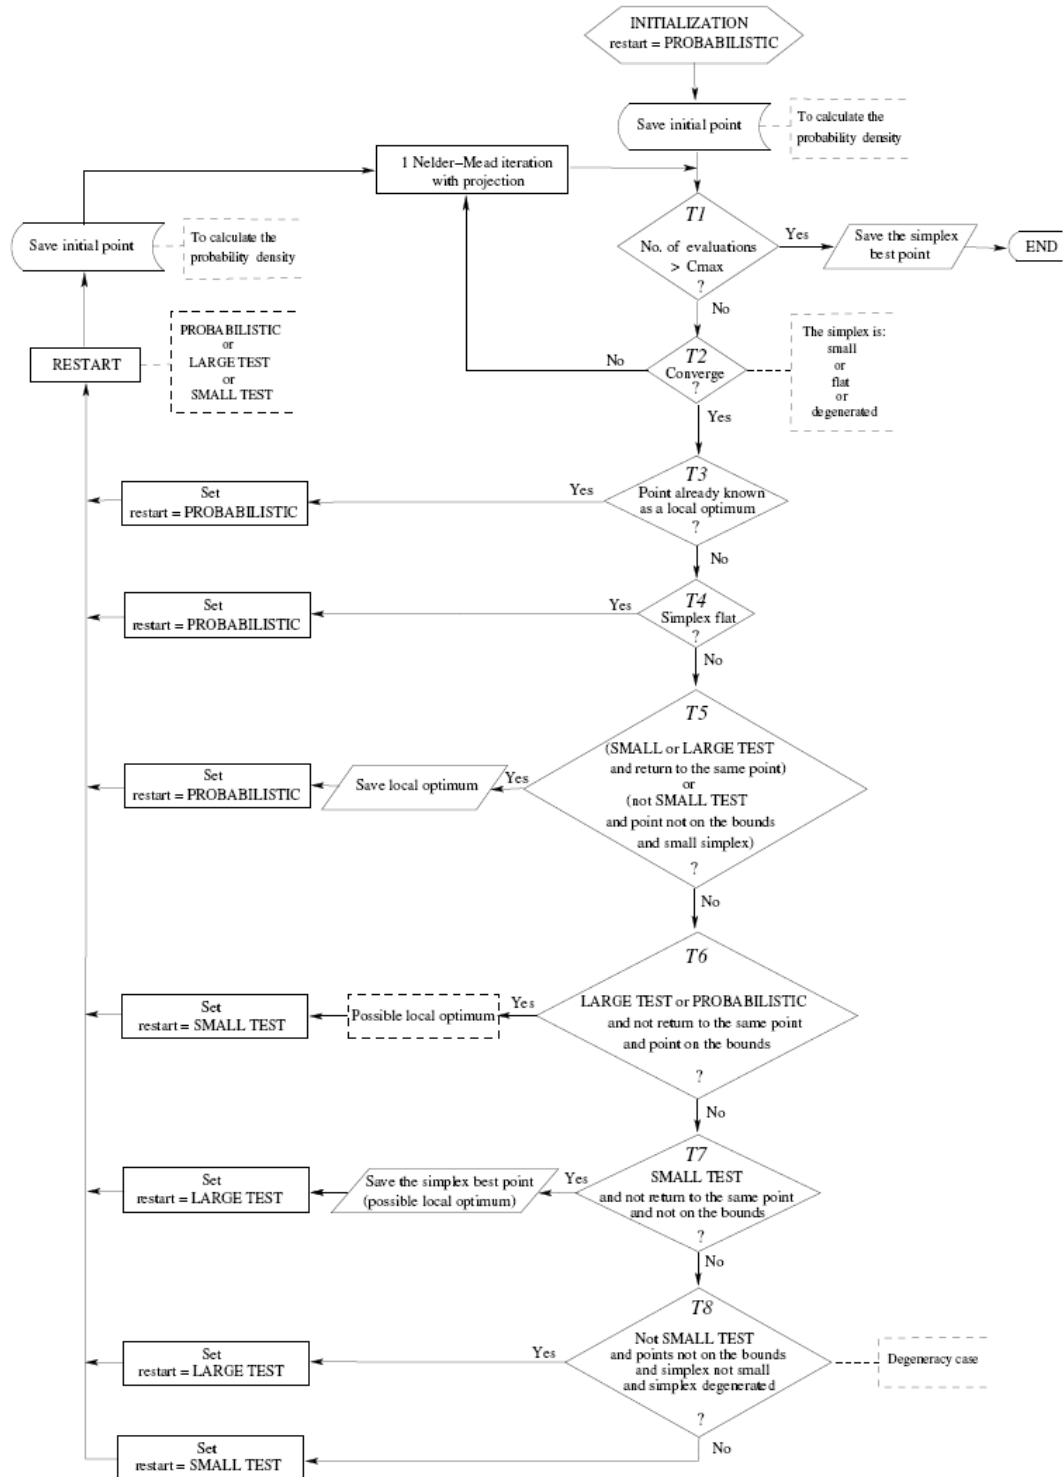 INITIALIZATION
restart = PROBABILISTIC
Save initial point
To calculate the
probability density
1 Nelder-Mead iteration
with projection
T1
No. of evaluations
> Cmax
?
Yes
Save the simplex
best point
END
No
Save initial point
To calculate the
probability density
RESTART
PROBABILISTIC
or
LARGE TEST
or
SMALL TEST
T2
Converge
?
No
The simplex is:
small
or
flat
or
degenerated
Yes
T3
Point already known
as a local optimum
?
Yes
Set
restart = PROBABILISTIC
No
T4
Simplex flat
?
Yes
Set
restart = PROBABILISTIC
No
T5
(SMALL or LARGE TEST
and return to the same point)
or
(not SMALL TEST
and point not on the bounds
and small simplex)
?
Yes
Save local optimum
Set
restart = PROBABILISTIC
No
T6
LARGE TEST or PROBABILISTIC
and not return to the same point
and point on the bounds
?
Yes
Possible local optimum
Set
restart = SMALL TEST
No
T7
SMALL TEST
and not return to the same point
and not on the bounds
?
Yes
Save the simplex best point
(possible local optimum)
Set
restart = LARGE TEST
No
T8
Not SMALL TEST
and points not on the bounds
and simplex not small
and simplex degenerated
?
Yes
Degeneracy case
Set
restart = LARGE TEST
No
Set
restart = SMALL TEST